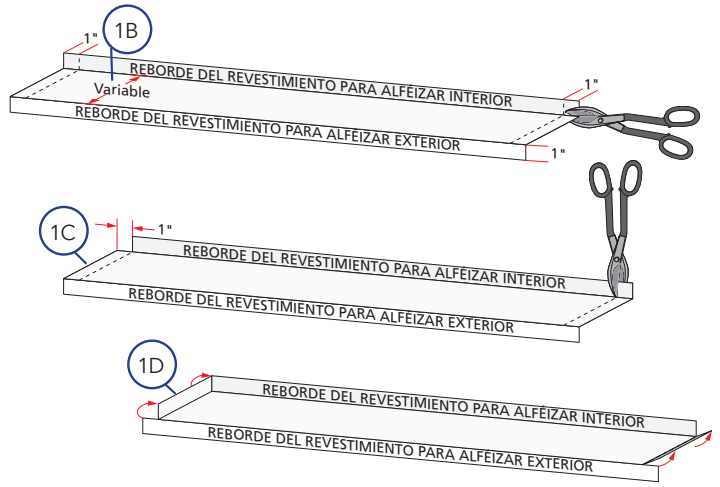 1B
1"
REBORDE DEL REVESTIMIENTO PARA ALFÉIZAR INTERIOR
1"
Variable
REBORDE DEL REVESTIMIENTO PARA ALFÉIZAR EXTERIOR
1"
1C
1"
REBORDE DEL REVESTIMIENTO PARA ALFÉIZAR INTERIOR
REBORDE DEL REVESTIMIENTO PARA ALFÉIZAR EXTERIOR
1D
REBORDE DEL REVESTIMIENTO PARA ALFÉIZAR INTERIOR
REBORDE DEL REVESTIMIENTO PARA ALFÉIZAR EXTERIOR